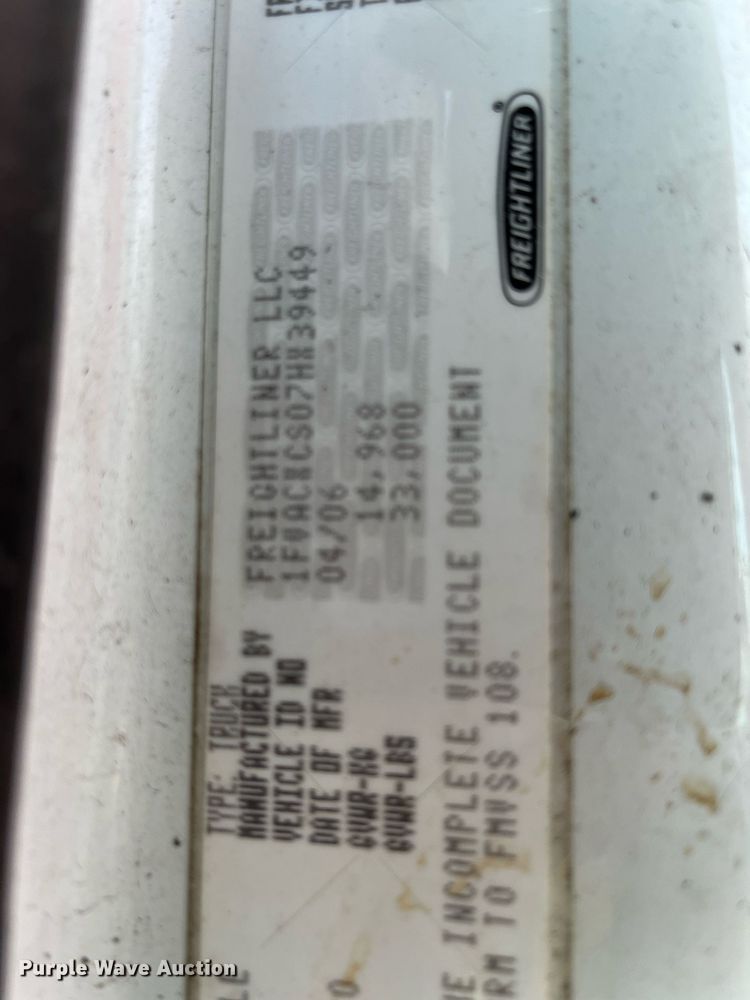 TYPE: TRUCK
MANUFACTURED BY FREIGHTLINER LLC
VEHICLE ID NO 1FVACXCS07HX39449
DATE OF MFR 04/06
GVWR-KG 14,968
GVWR-LBS 33,000
INCOMPLETE VEHICLE DOCUMENT
TO FMVSS 108.
FREIGHTLINER
Purple Wave Auction